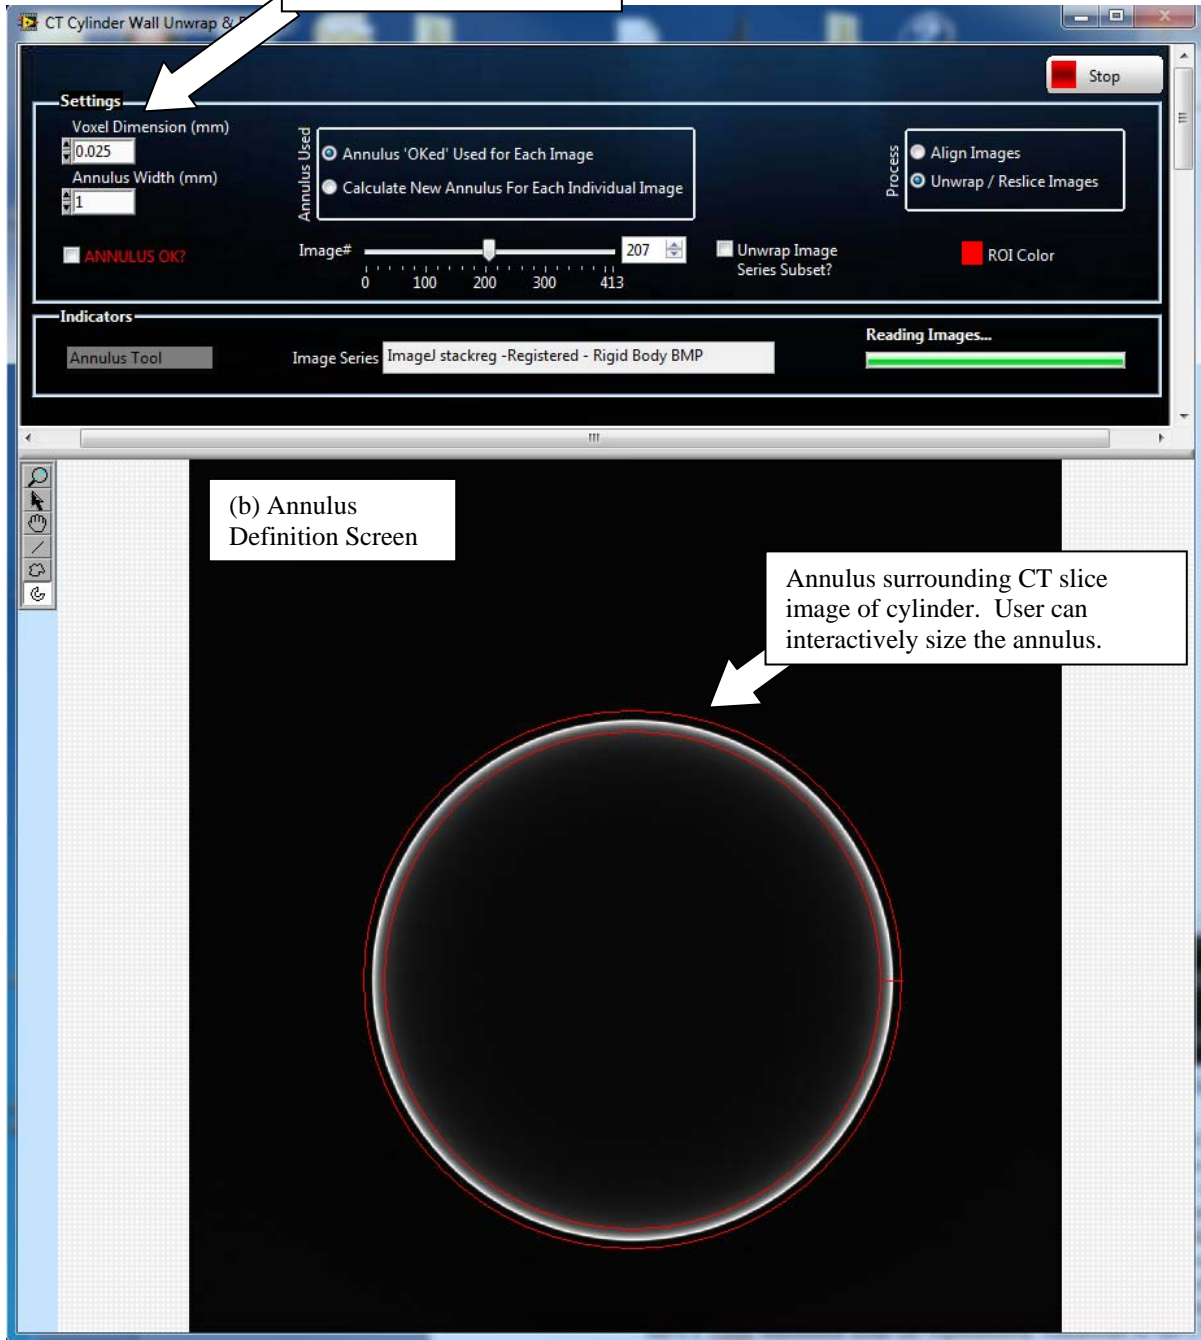 CT Cylinder Wall Unwrap &
Stop
Settings
Voxel Dimension (mm)
0.025
Annulus Width (mm)
1
ANNULUS OK?
Annulus Used
Annulus 'OKed' Used for Each Image
Calculate New Annulus For Each Individual Image
Process
Align Images
Unwrap / Reslice Images
Image#
207
0 100 200 300 413
Unwrap Image
Series Subset?
ROI Color
Indicators
Annulus Tool
Image Series ImageJ stackreg -Registered - Rigid Body BMP
Reading Images...
(b) Annulus
Definition Screen
Annulus surrounding CT slice
image of cylinder. User can
interactively size the annulus.